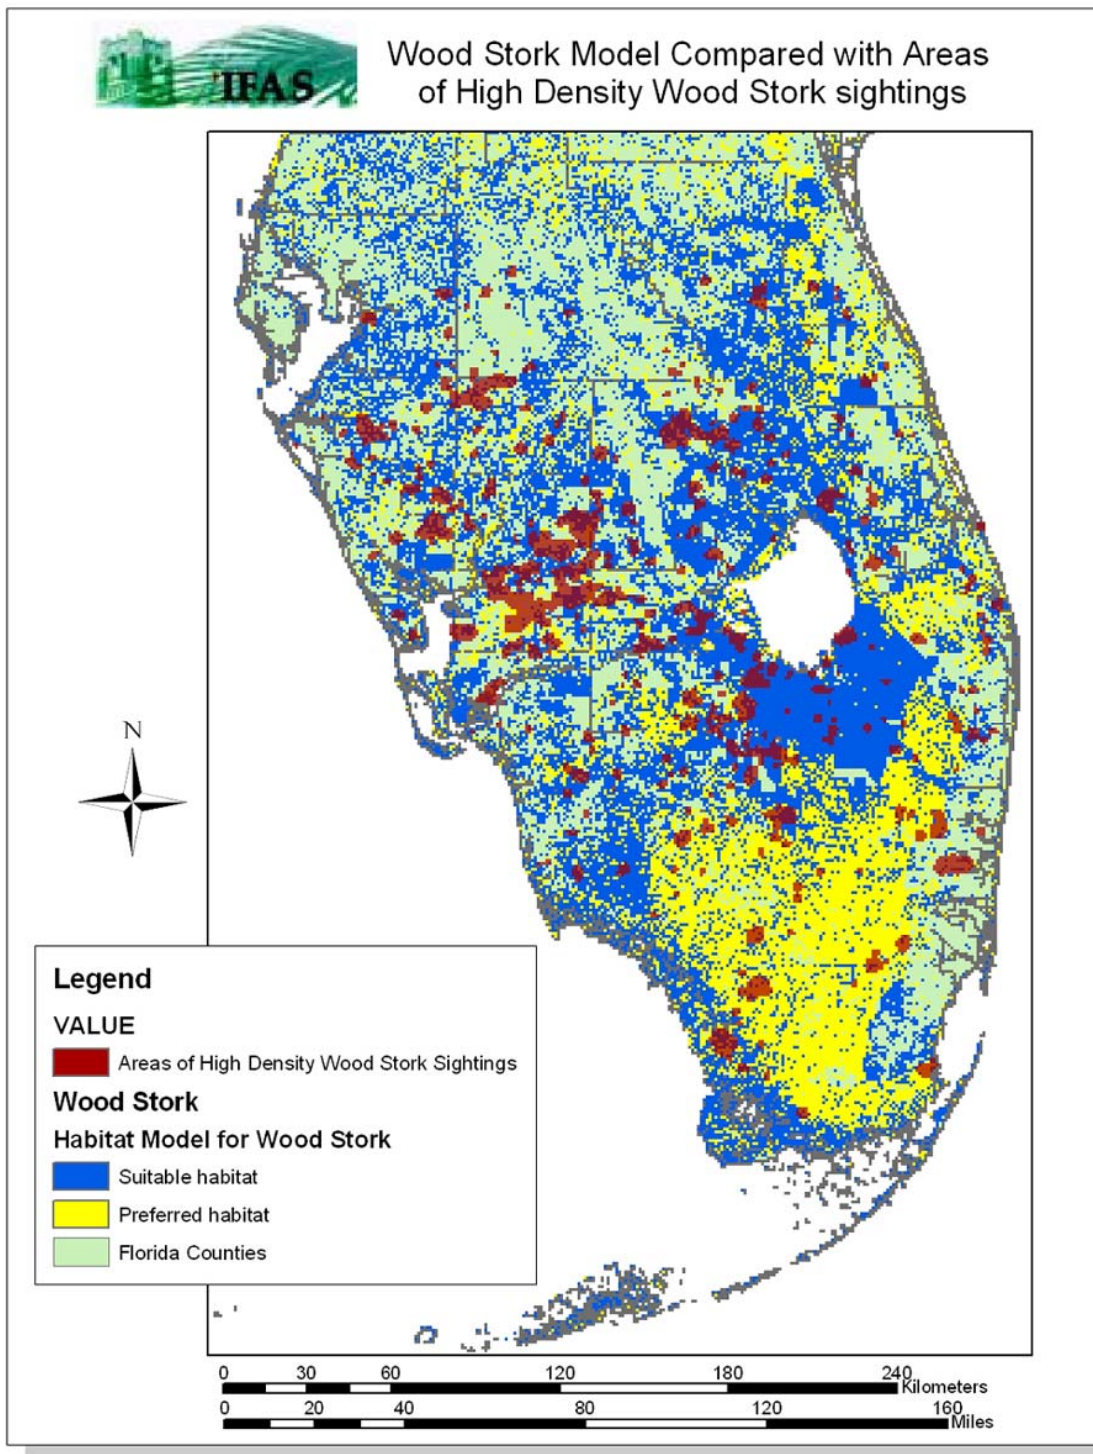 IFAS
Wood Stork Model Compared with Areas
of High Density Wood Stork sightings
N
Legend
VALUE
Areas of High Density Wood Stork Sightings
Wood Stork
Habitat Model for Wood Stork
Suitable habitat
Preferred habitat
Florida Counties
0 30 60 120 180 240
Kilometers
0 20 40 80 120 160
Miles